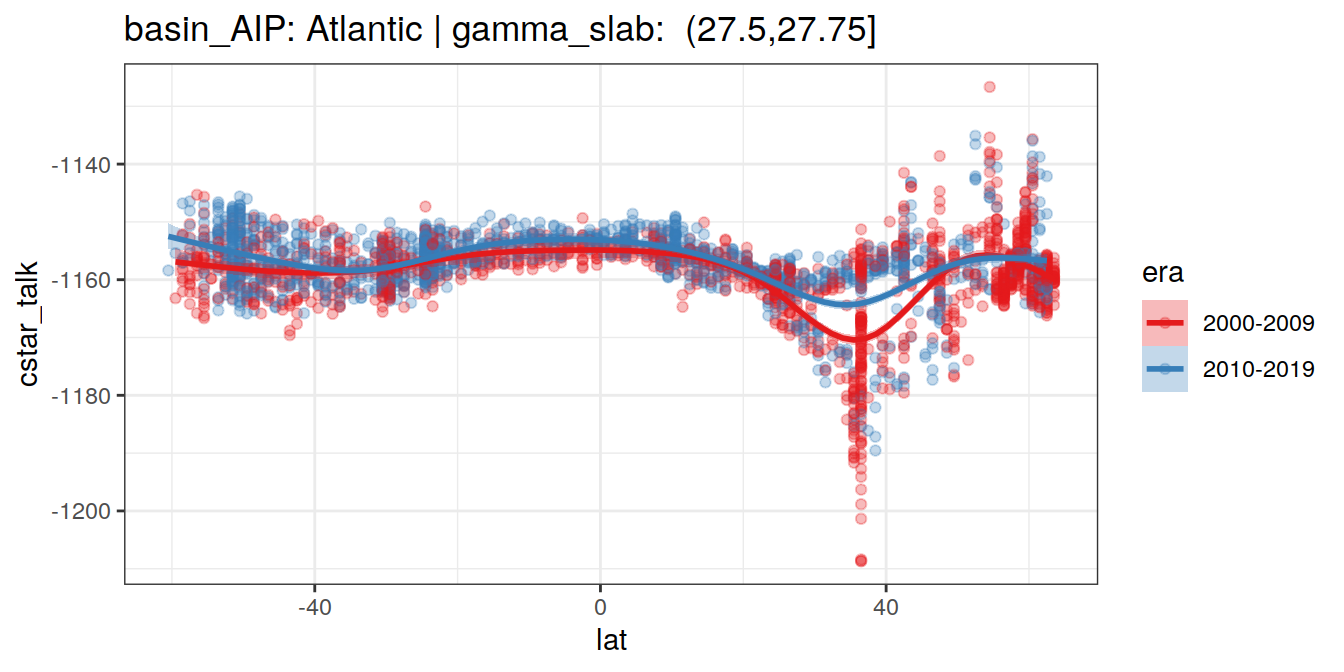 basin_AIP: Atlantic | gamma_slab:  (27.5,27.75]
cstar_talk
-1140
-1160
-1180
-1200
-40
0
40
lat
era
2000-2009
2010-2019